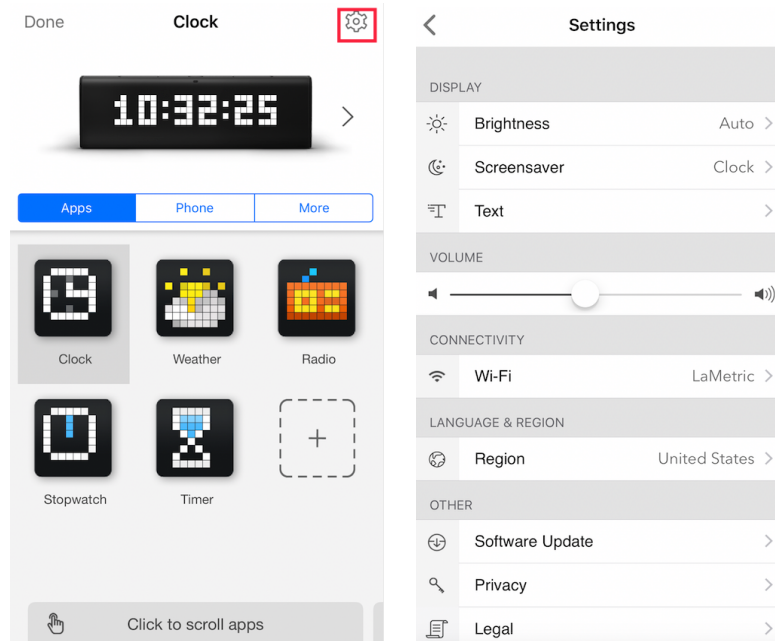 Done Clock
10:32:25
Apps Phone More
Clock Weather Radio
Stopwatch Timer
Click to scroll apps
Settings
DISPLAY
Brightness Auto
Screensaver Clock
Text
VOLUME
CONNECTIVITY
Wi-Fi LaMetric
LANGUAGE & REGION
Region United States
OTHER
Software Update
Privacy
Legal